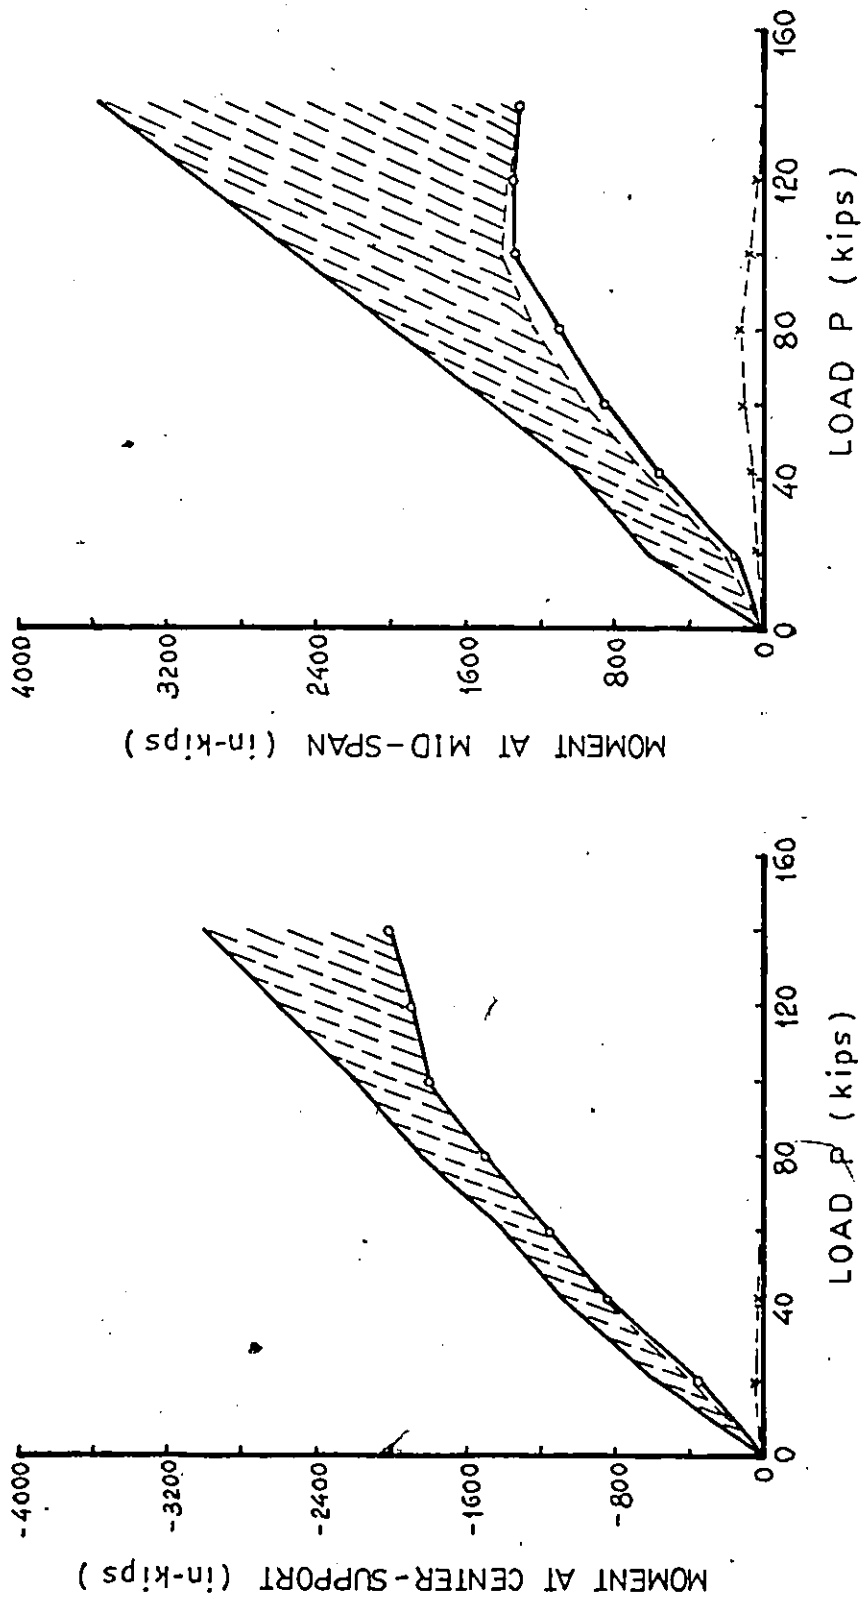 MOMENT AT CENTER-SUPPORT (in-kips)
-4000
-3200
-2400
-1600
-800
0
0 40 80 120 160
LOAD P (kips)
MOMENT AT MID-SPAN (in-kips)
4000
3200
2400
1600
800
0
0 40 80 120 160
LOAD P (kips)